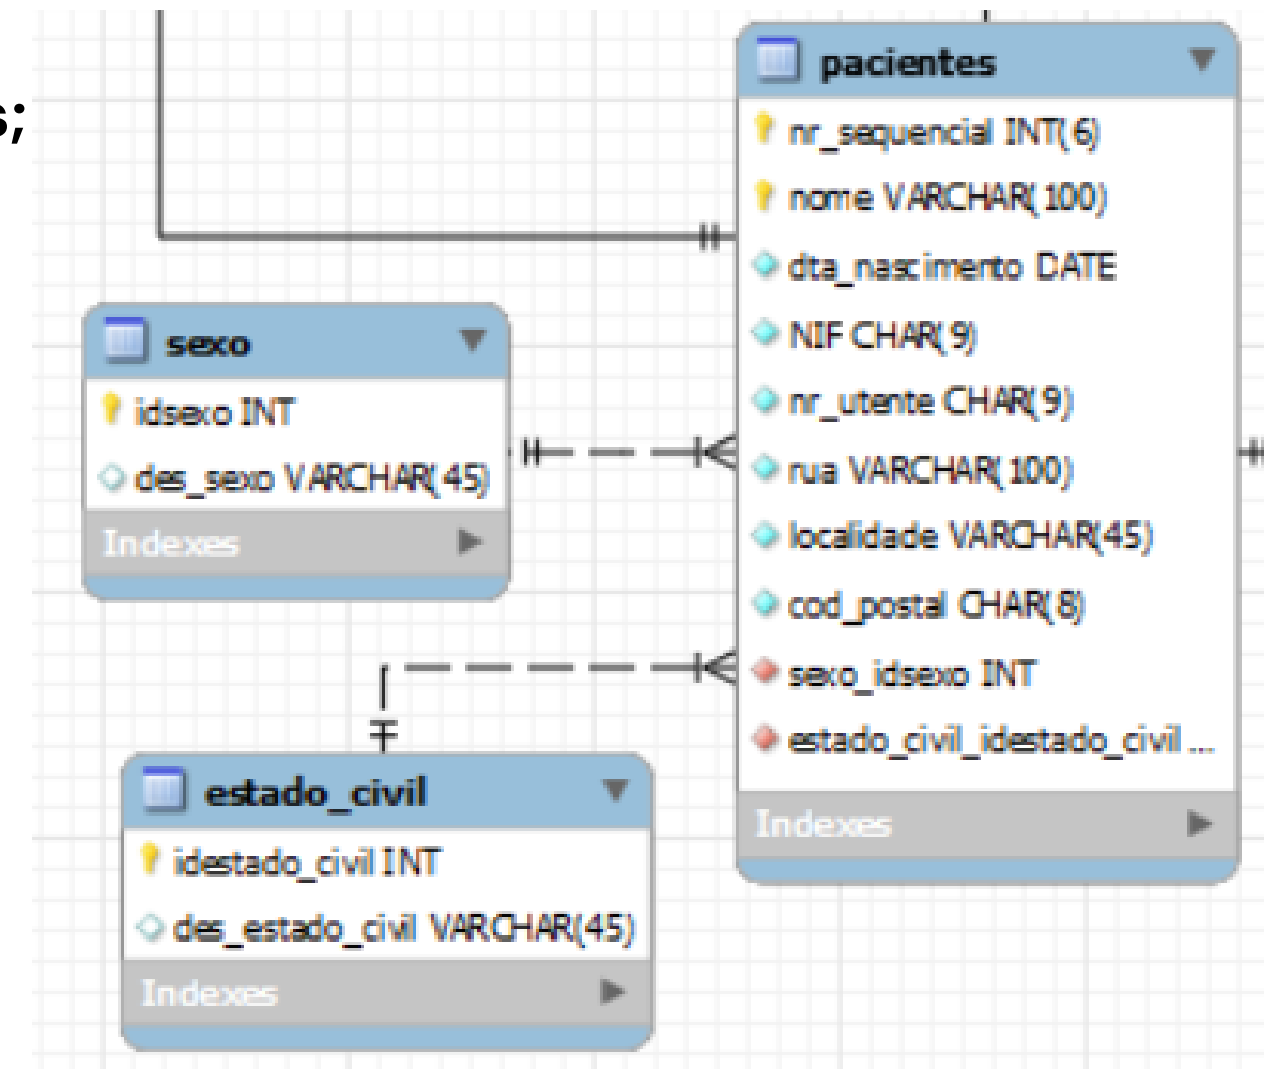 s;
pacientes
nr_sequencial INT(6)
nome VARCHAR(100)
dta_nascimento DATE
NIF CHAR(9)
nr_utente CHAR(9)
rua VARCHAR(100)
localidade VARCHAR(45)
cod_postal CHAR(8)
sexo_idsexo INT
estado_civil_idestado_civil ...
Indexes
sexo
idsexo INT
des_sexo VARCHAR(45)
Indexes
estado_civil
idestado_civil INT
des_estado_civil VARCHAR(45)
Indexes